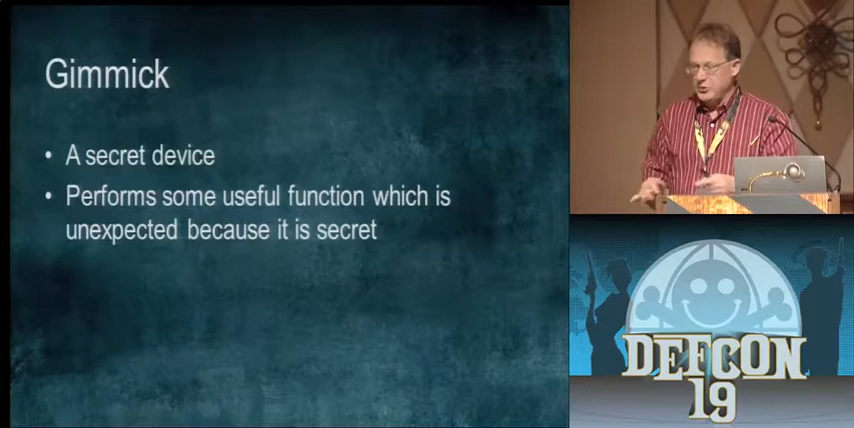 Gimmick
• A secret device
• Performs some useful function which is
unexpected because it is secret
DEFCON
19